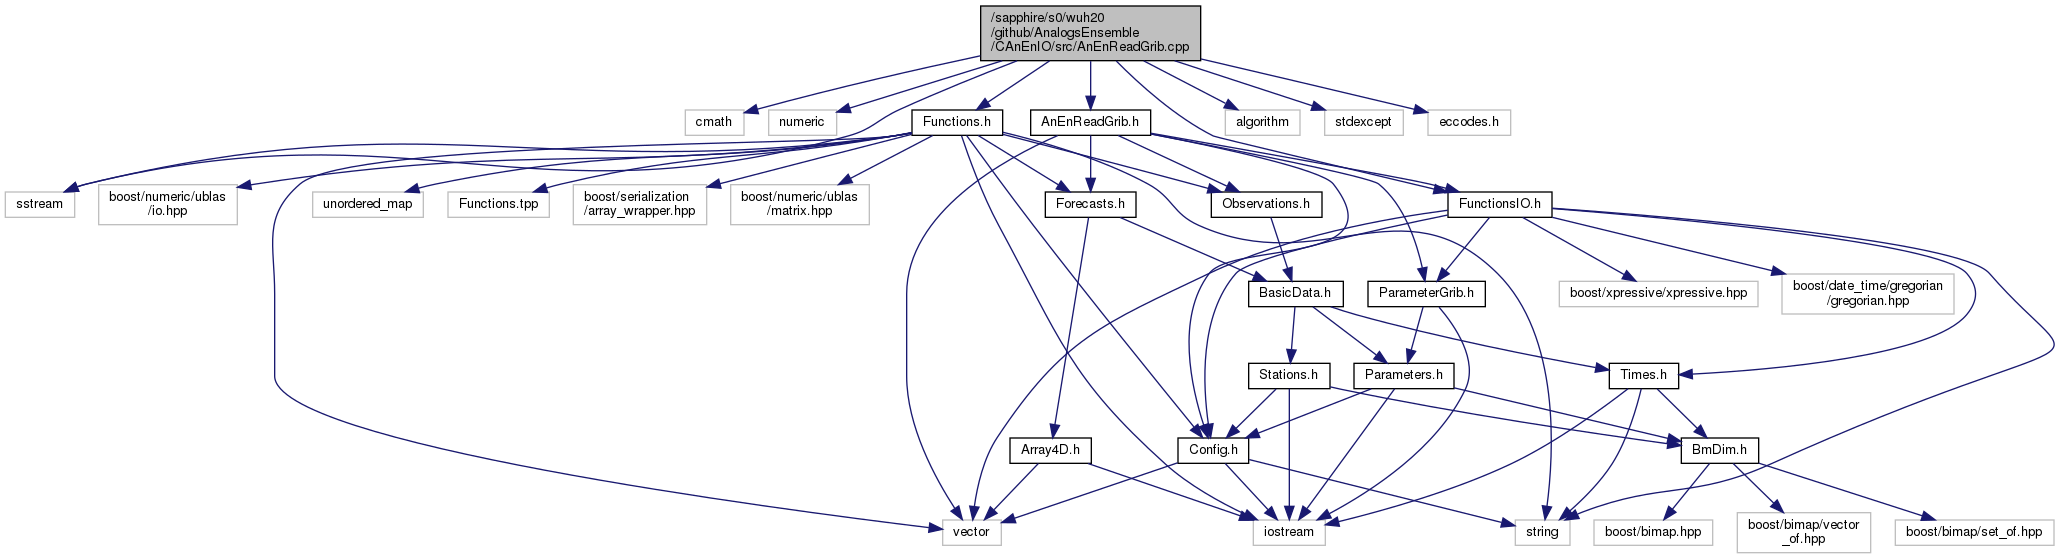 /sapphire/s0/wuh20
/github/AnalogsEnsemble
/CAnEnIO/src/AnEnReadGrib.cpp
cmath
numeric
Functions.h
AnEnReadGrib.h
algorithm
stdexcept
eccodes.h
sstream
boost/numeric/ublas
/io.hpp
unordered_map
Functions.tpp
boost/serialization
/array_wrapper.hpp
boost/numeric/ublas
/matrix.hpp
Forecasts.h
Observations.h
FunctionsIO.h
BasicData.h
ParameterGrib.h
boost/xpressive/xpressive.hpp
boost/date_time/gregorian
/gregorian.hpp
Stations.h
Parameters.h
Times.h
Array4D.h
Config.h
BmDim.h
vector
iostream
string
boost/bimap.hpp
boost/bimap/vector
_of.hpp
boost/bimap/set_of.hpp